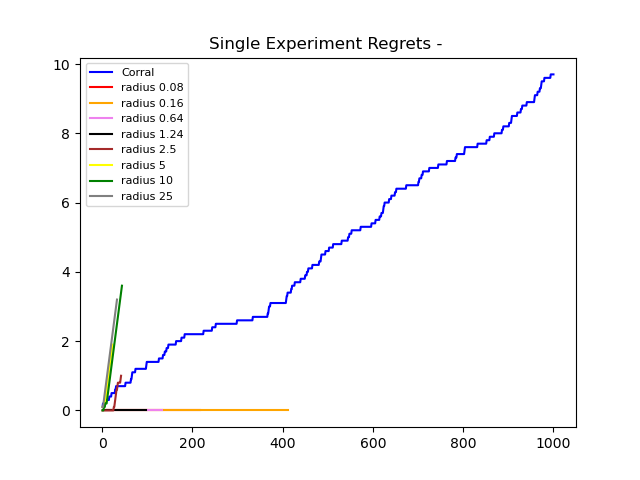 Single Experiment Regrets -
10
8
6
4
2
0
Corral
radius 0.08
radius 0.16
radius 0.64
radius 1.24
radius 2.5
radius 5
radius 10
radius 25
0 200 400 600 800 1000